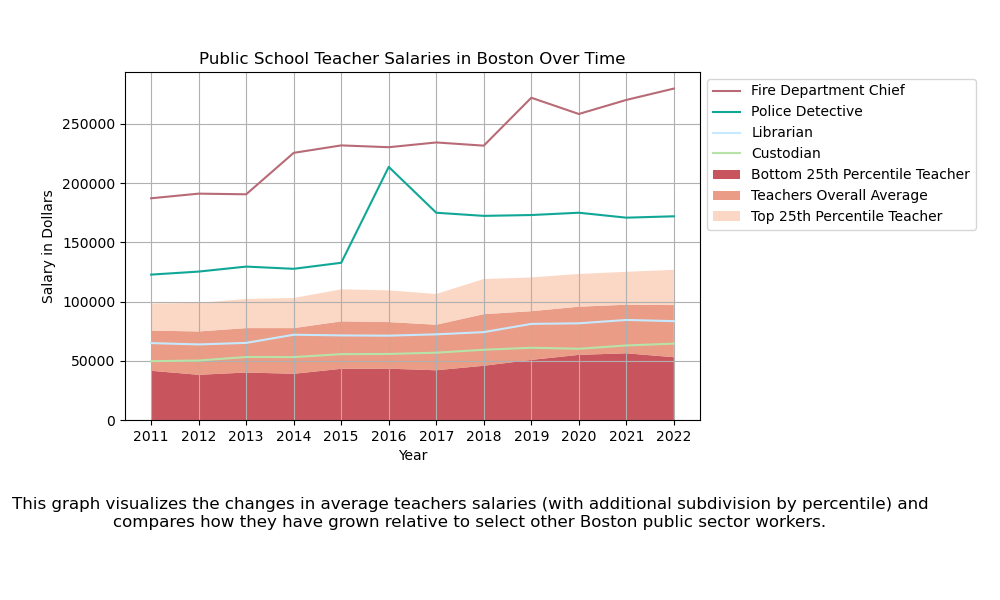 Public School Teacher Salaries in Boston Over Time
Fire Department Chief
Police Detective
Librarian
Custodian
Bottom 25th Percentile Teacher
Teachers Overall Average
Top 25th Percentile Teacher
Salary in Dollars
250000
200000
150000
100000
50000
0
2011 2012 2013 2014 2015 2016 2017 2018 2019 2020 2021 2022
Year
This graph visualizes the changes in average teachers salaries (with additional subdivision by percentile) and
compares how they have grown relative to select other Boston public sector workers.